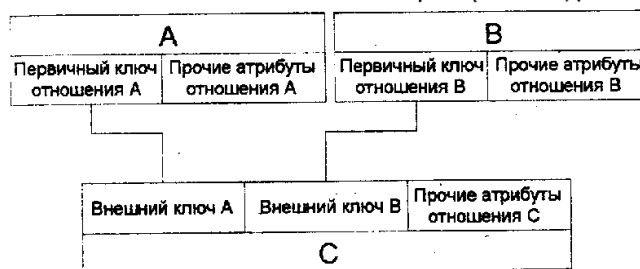 A
B
Первичный ключ
отношения A
Прочие атрибуты
отношения A
Первичный ключ
отношения B
Прочие атрибуты
отношения B
Внешний ключ A
Внешний ключ B
Прочие атрибуты
отношения C
C